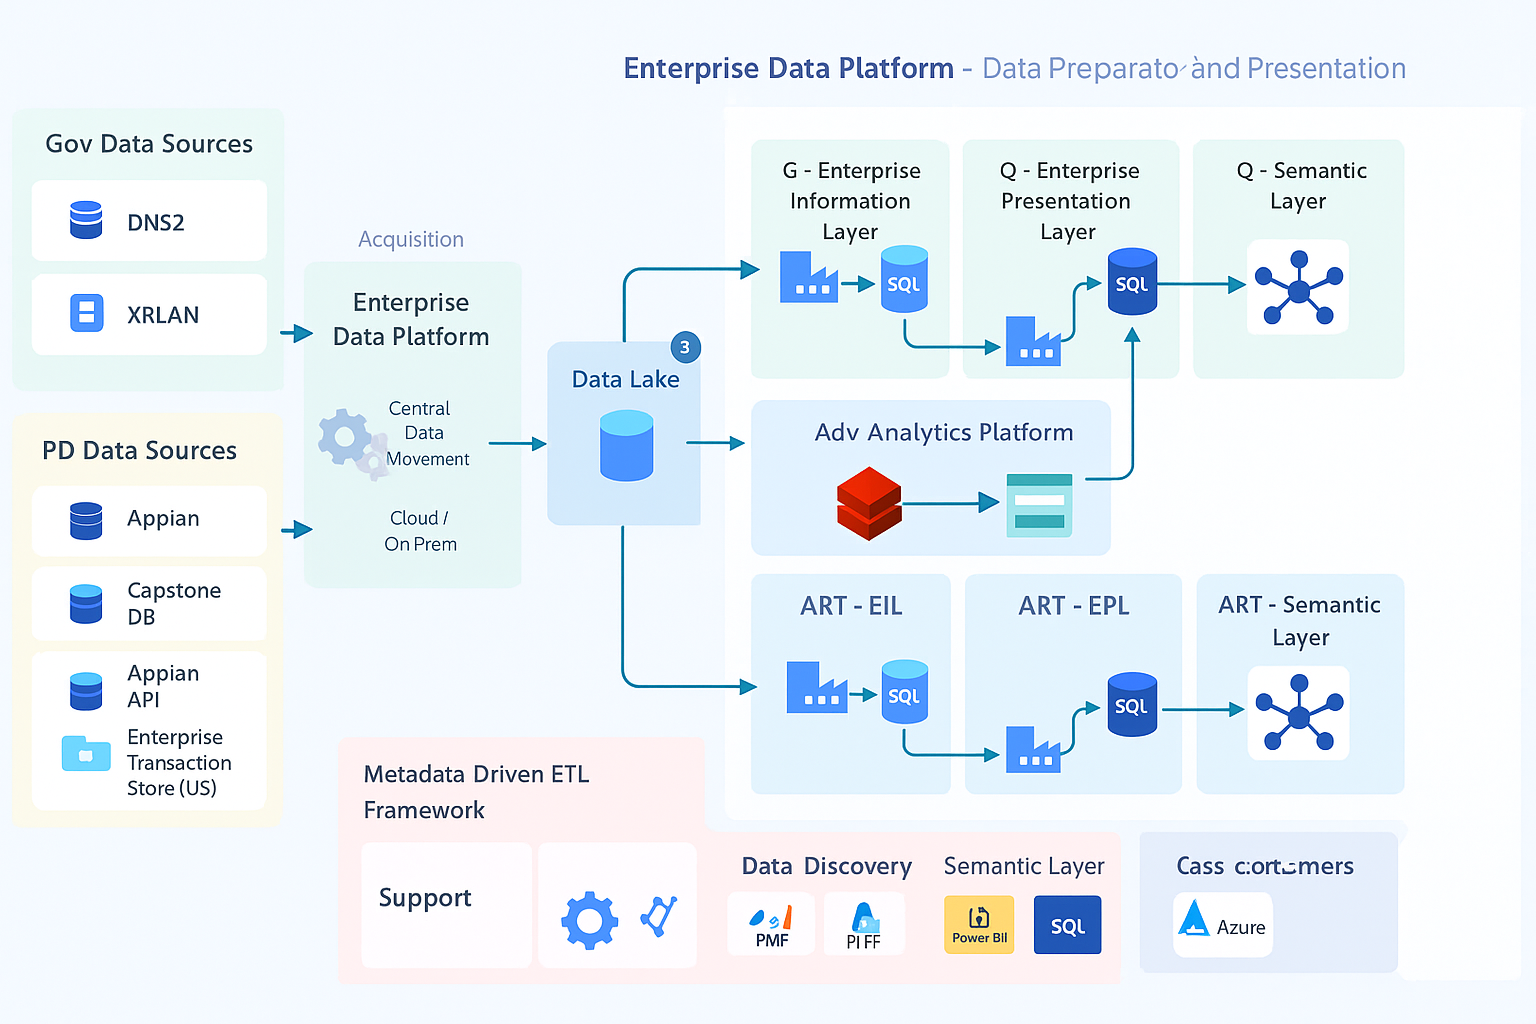 Enterprise Data Platform - Data Preparato and Presentation
Gov Data Sources
DNS2
XRLAN
PD Data Sources
Appian
Capstone
DB
Appian
API
Enterprise
Transaction
Store (US)
Acquisition
Enterprise
Data Platform
Central
Data
Movement
Cloud /
On Prem
3
Data Lake
G - Enterprise
Information
Layer
SQL
Q - Enterprise
Presentation
Layer
SQL
Q - Semantic
Layer
Adv Analytics Platform
ART - EIL
SQL
ART - EPL
SQL
ART - Semantic
Layer
Metadata Driven ETL
Framework
Support
Data Discovery
PMF
PI FF
Semantic Layer
Power BII
SQL
Cass
Azure